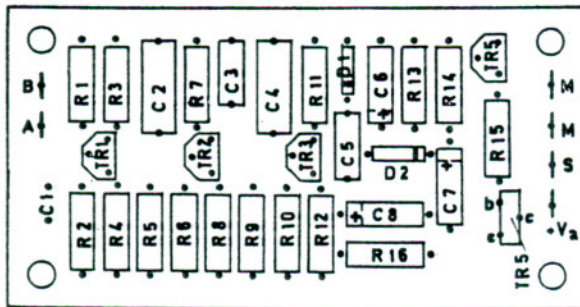 B
A
C1
R1
R3
C2
R7
C3
C4
R11
D1
C6
+
R13
R14
TR5
M
M
S
Va
TR1
TR2
TR3
C5
D2
+
C7
R15
b
c
e
TR5
R2
R4
R5
R6
R8
R9
R10
R12
+
C8
R16